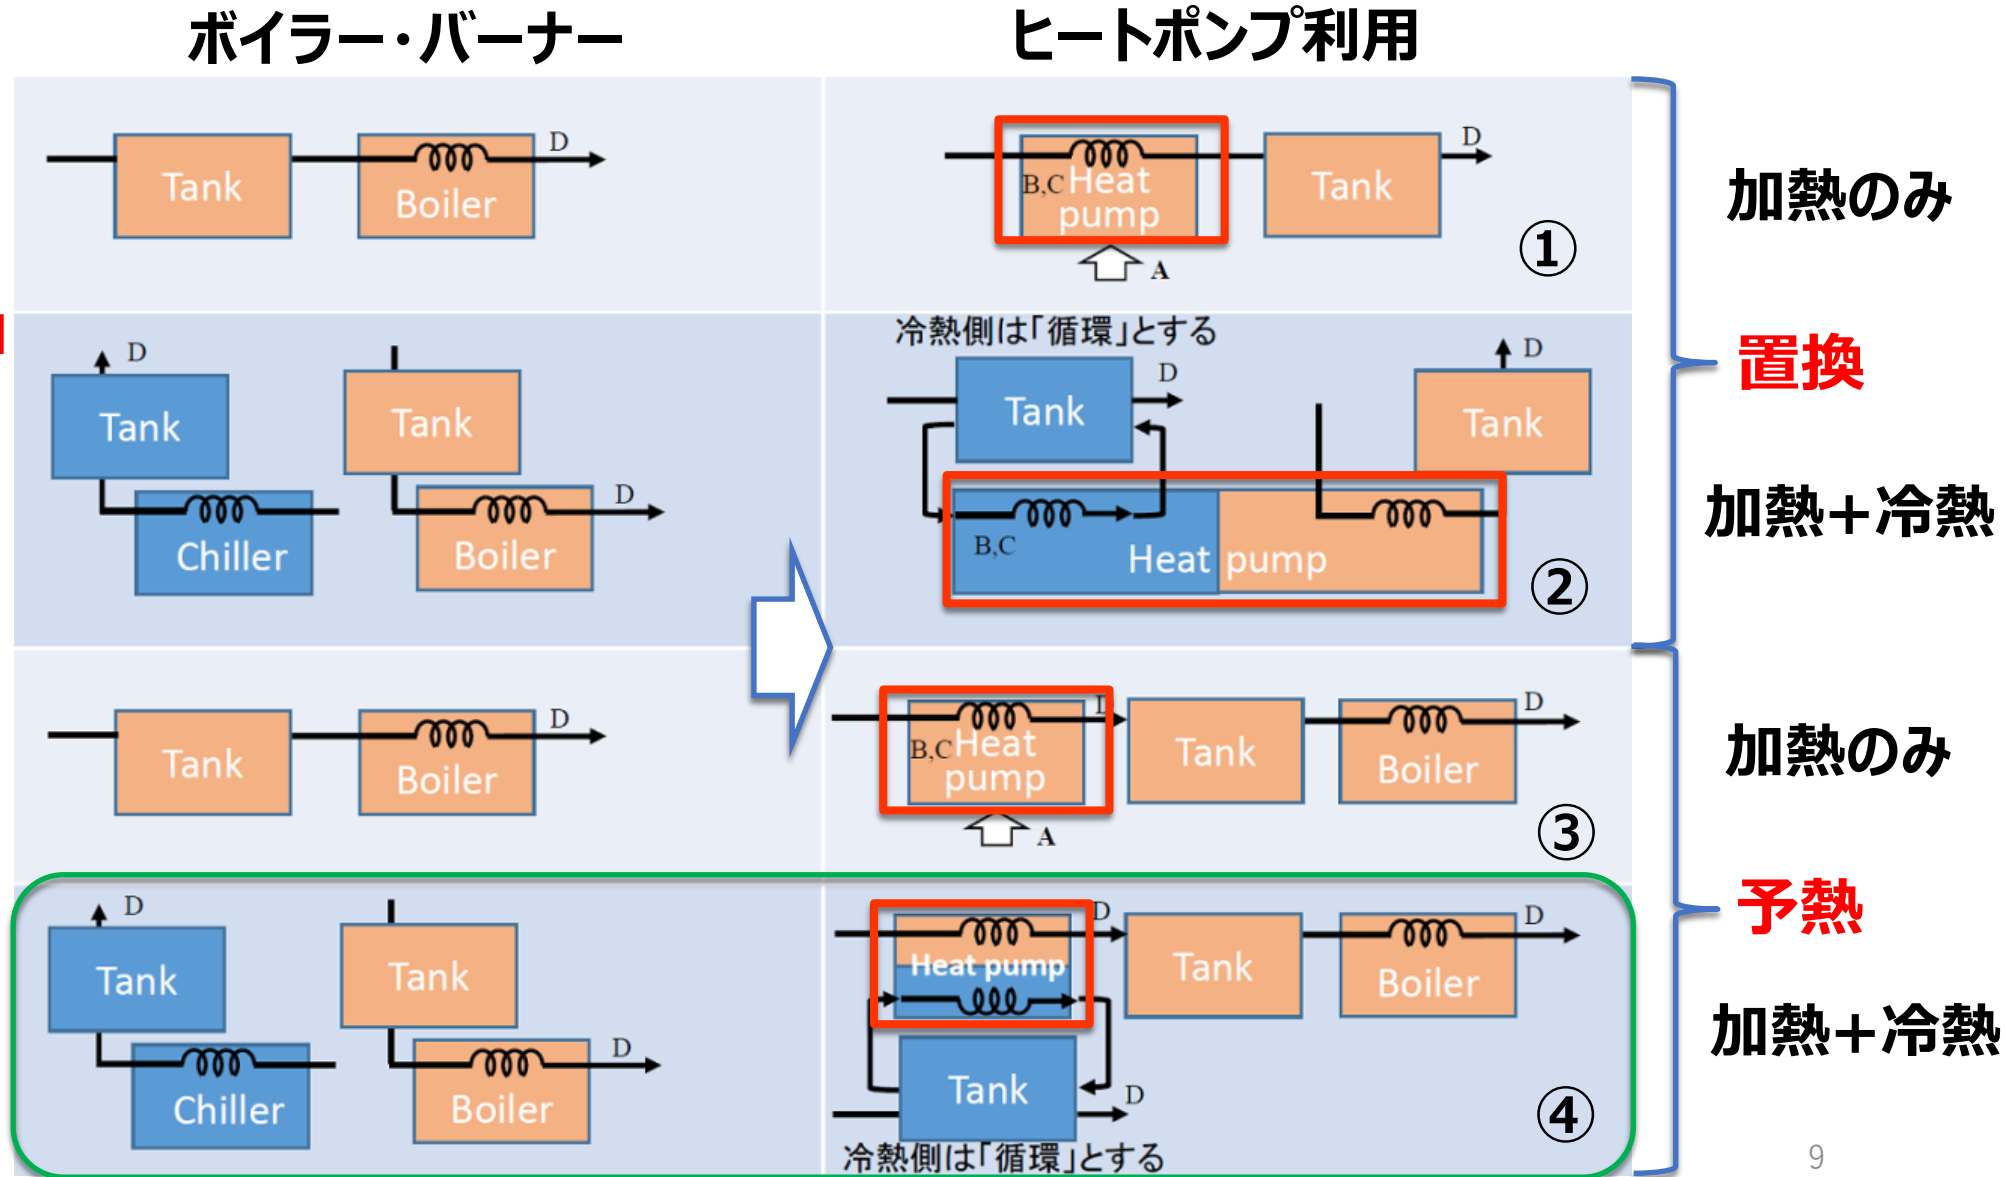 ボイラー・バーナー
ヒートポンプ利用
Tank
Boiler
D
B,C
Heat
pump
A
Tank
D
①
加熱のみ
置換
冷熱側は「循環」とする
D
Tank
Chiller
Tank
Boiler
D
Tank
D
B,C
Heat pump
Tank
D
②
加熱+冷熱
Tank
Boiler
D
B,C
Heat
pump
D
A
Tank
Boiler
D
③
加熱のみ
予熱
D
Tank
Chiller
Tank
Boiler
D
Heat pump
D
Tank
Boiler
D
Tank
D
冷熱側は「循環」とする
④
加熱+冷熱
9